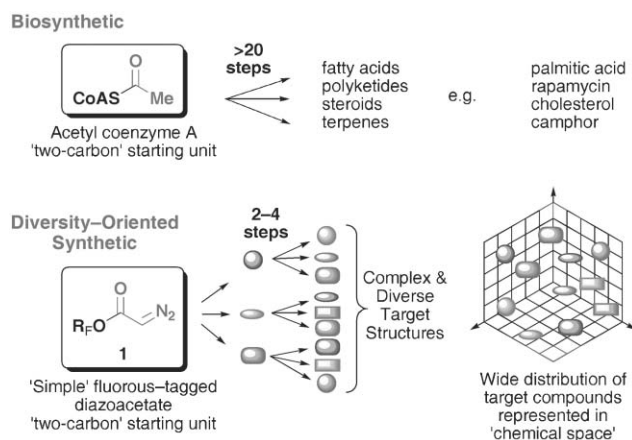 Biosynthetic
O
CoAS
Me
Acetyl coenzyme A
'two-carbon' starting unit
>20
steps
fatty acids
polyketides
steroids
terpenes
e.g.
palmitic acid
rapamycin
cholesterol
camphor
Diversity–Oriented
Synthetic
O
RFO
N2
1
'Simple' fluorous–tagged
diazoacetate
'two-carbon' starting unit
2–4
steps
Complex &
Diverse
Target
Structures
Wide distribution of
target compounds
represented in
'chemical space'